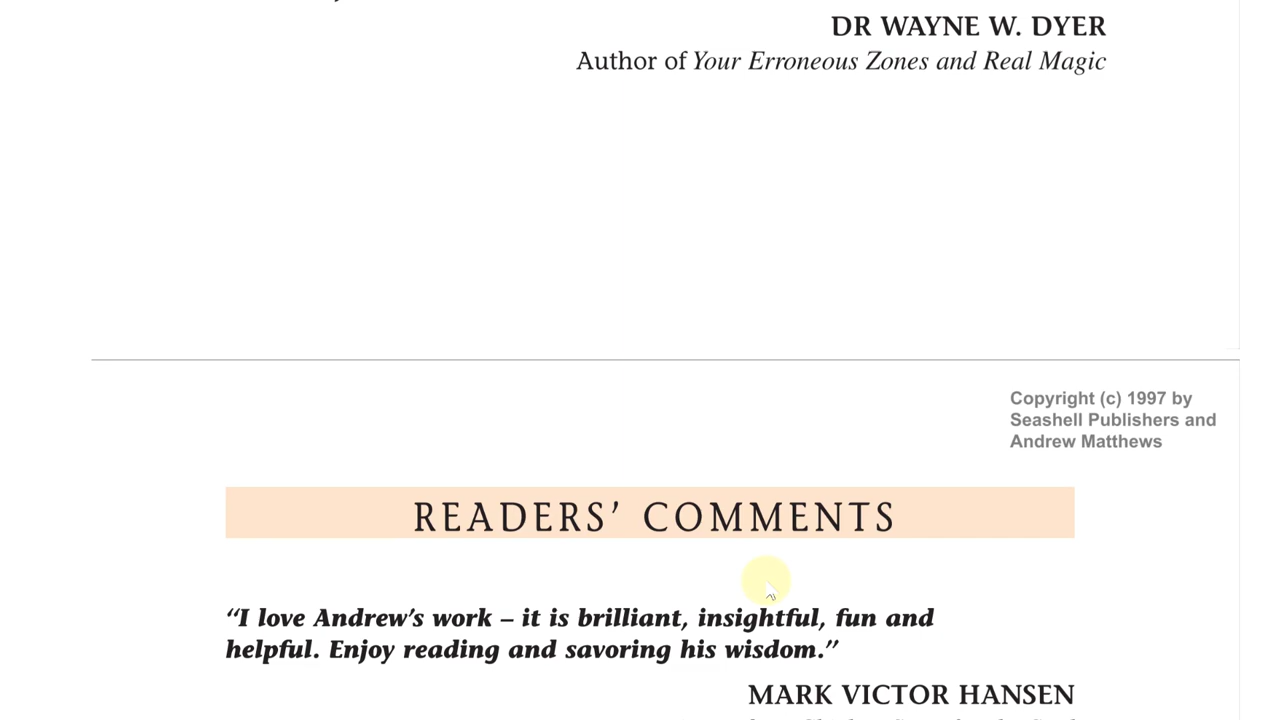 DR WAYNE W. DYER
Author of Your Erroneous Zones and Real Magic
Copyright (c) 1997 by
Seashell Publishers and
Andrew Matthews
READERS’ COMMENTS
“I love Andrew’s work – it is brilliant, insightful, fun and
helpful. Enjoy reading and savoring his wisdom.”
MARK VICTOR HANSEN